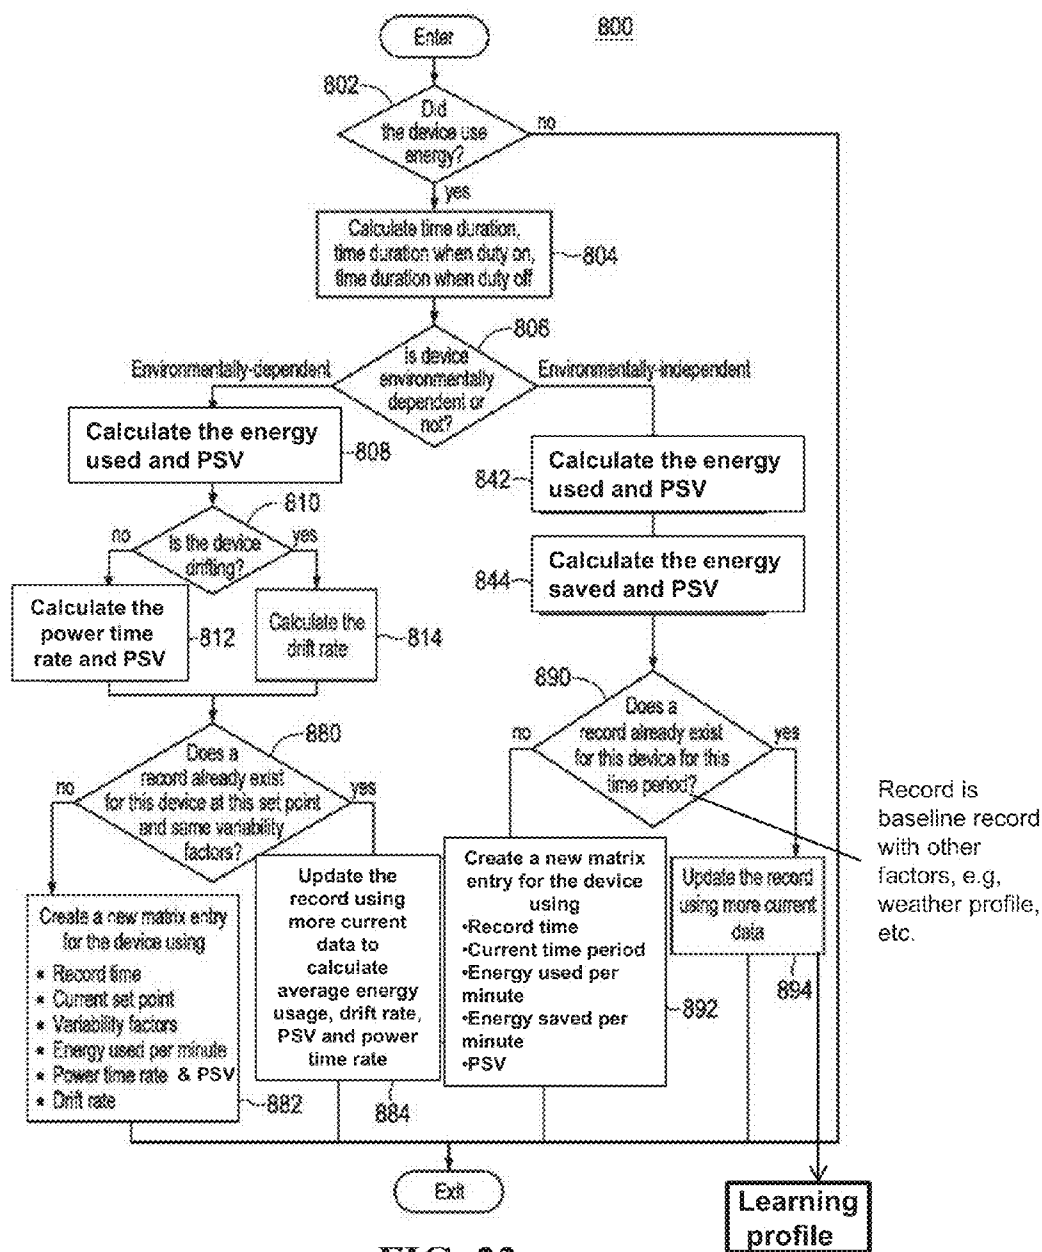 800
Enter
802
Did
the device use
energy?
no
yes
Calculate time duration,
time duration when duty on,
time duration when duty off
804
806
Is device
environmentally
dependent or
not?
Environmentally-dependent
Environmentally-independent
Calculate the energy
used and PSV
808
842
Calculate the energy
used and PSV
810
no
Is the device
drifting?
yes
844
Calculate the energy
saved and PSV
Calculate the
power time
rate and PSV
812
Calculate the
drift rate
814
890
Does a
record already exist
for this device for this
time period?
no
yes
880
Does a
record already exist
for this device at this set point
and some variability
factors?
no
yes
Record is
baseline record
with other
factors, e.g,
weather profile,
etc.
Create a new matrix entry
for the device using
* Record time
* Current set point
* Variability factors
* Energy used per minute
* Power time rate & PSV
* Drift rate
882
Update the
record using
more current
data to
calculate
average energy
usage, drift rate,
PSV and power
time rate
884
Create a new matrix
entry for the device
using
•Record time
•Current time period
•Energy used per
minute
•Energy saved per
minute
•PSV
892
Update the record
using more current
data
894
Exit
Learning
profile